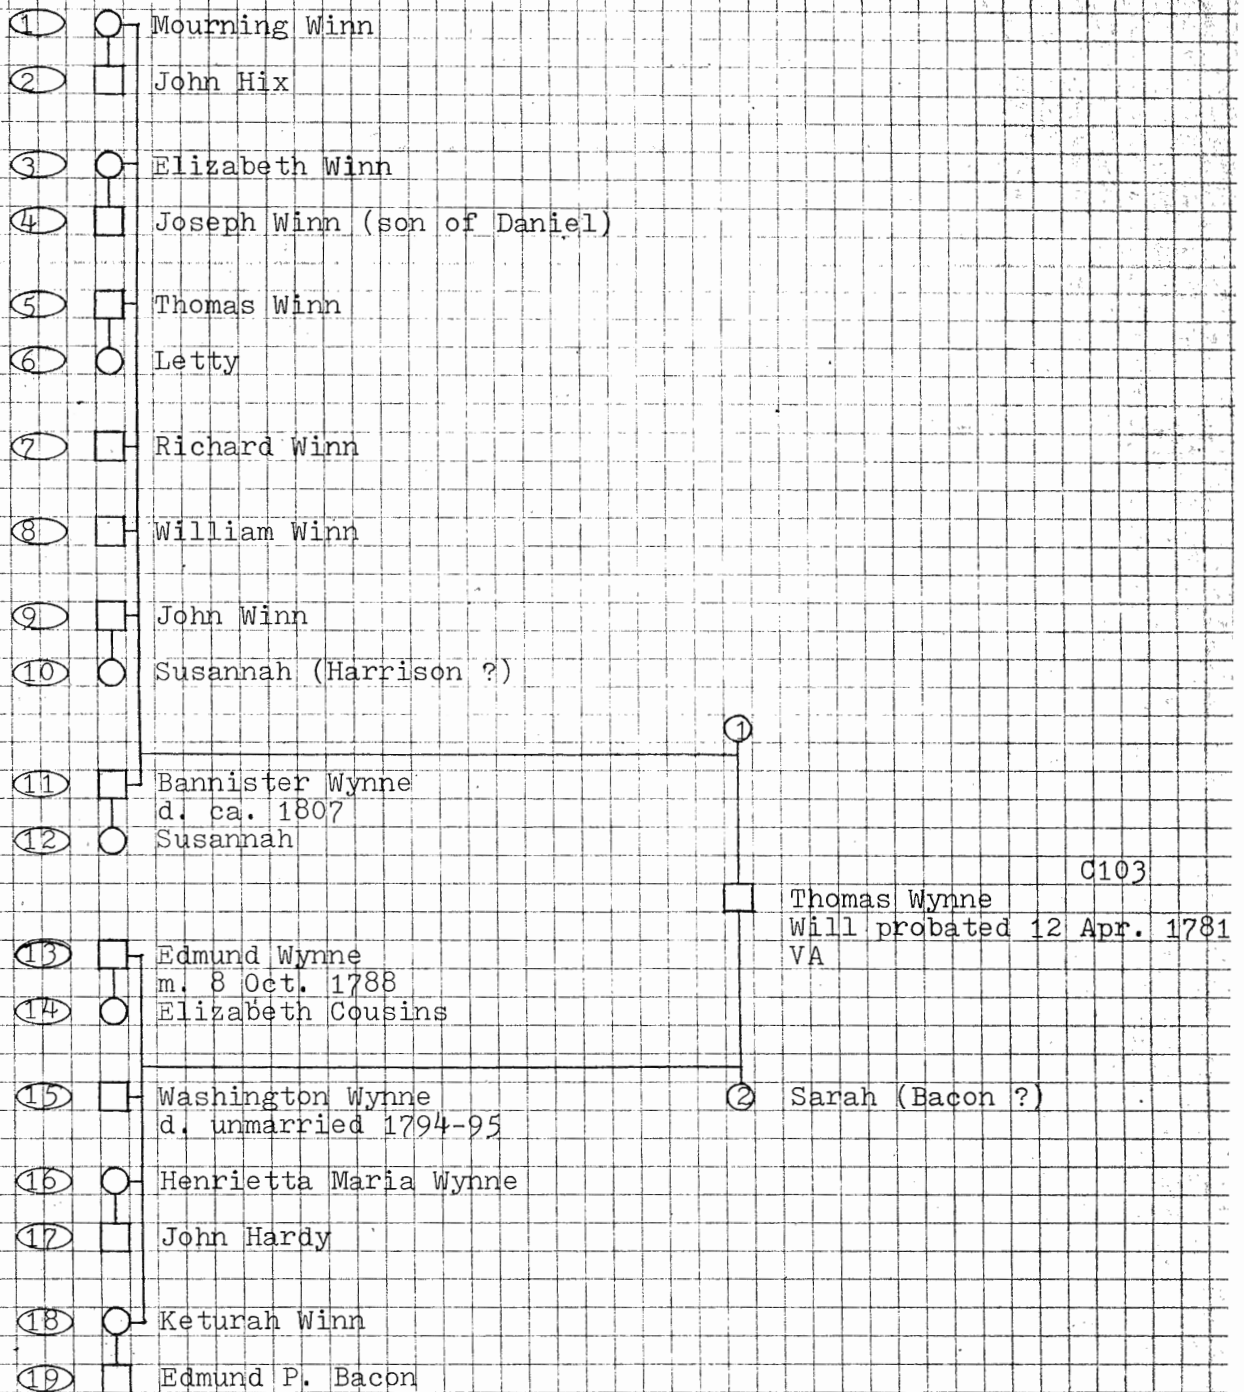 1 Mourning Winn
2 John Hix
3 Elizabeth Winn
4 Joseph Winn (son of Daniel)
5 Thomas Winn
6 Letty
7 Richard Winn
8 William Winn
9 John Winn
10 Susannah (Harrison ?)
1
11 Bannister Wynne
d. ca. 1807
12 Susannah
C103
Thomas Wynne
Will probated 12 Apr. 1781
VA
13 Edmund Wynne
m. 8 Oct. 1788
14 Elizabeth Cousins
15 Washington Wynne
d. unmarried 1794-95
2 Sarah (Bacon ?)
16 Henrietta Maria Wynne
17 John Hardy
18 Keturah Winn
19 Edmund P. Bacon